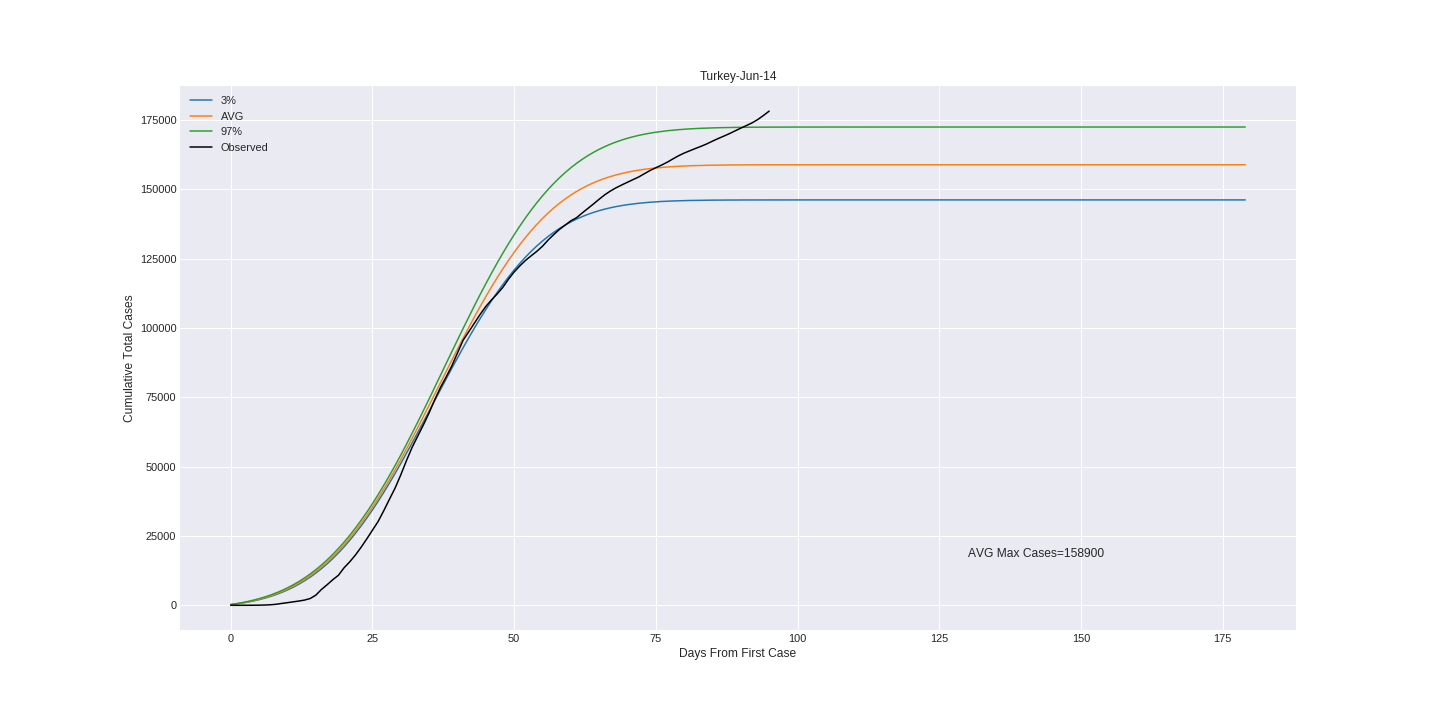 Turkey-Jun-14
3%
AVG
97%
Observed
175000
150000
125000
100000
75000
50000
25000
0
Cumulative Total Cases
AVG Max Cases=158900
0 25 50 75 100 125 150 175
Days From First Case